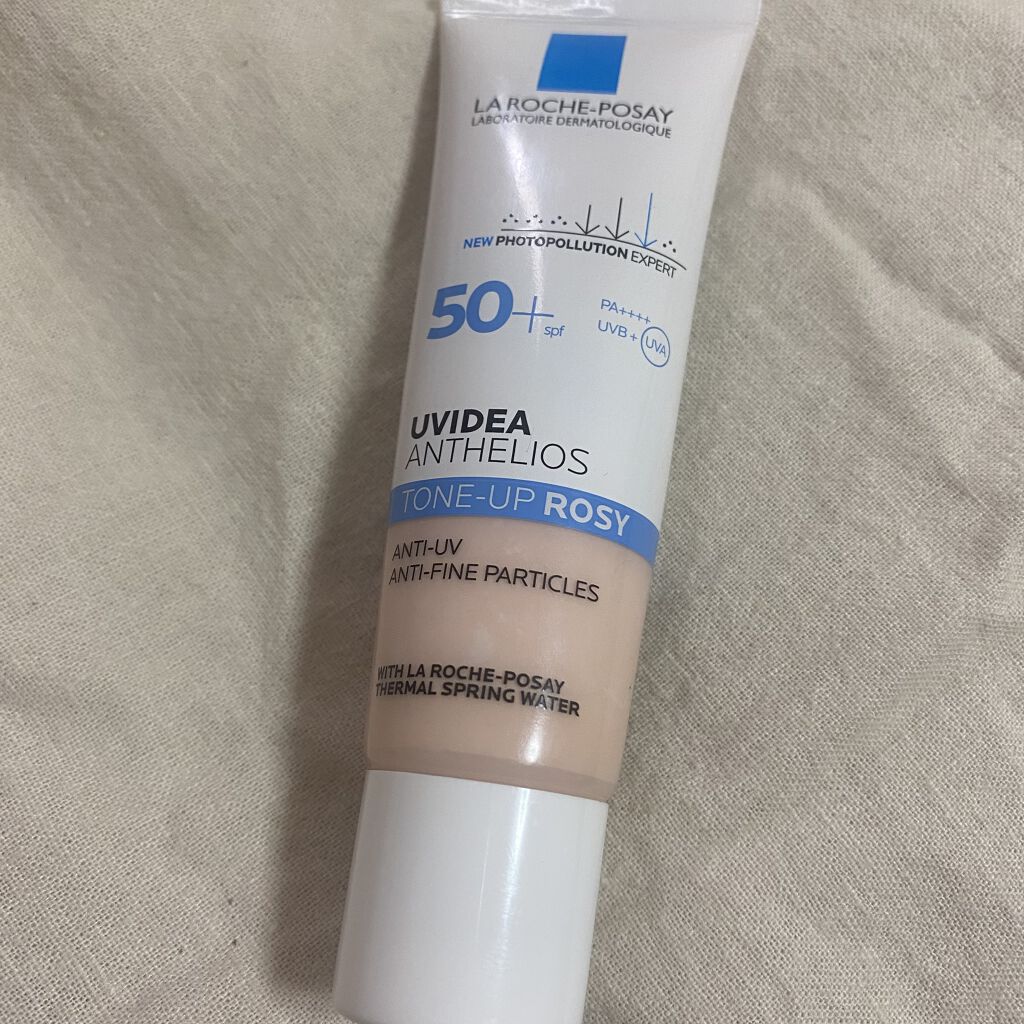 LA ROCHE-POSAY
LABORATOIRE DERMATOLOGIQUE
NEW PHOTOPOLLUTION EXPERT
50+ spf
PA++++
UVB + UVA
UVIDEA
ANTHELIOS
TONE-UP ROSY
ANTI-UV
ANTI-FINE PARTICLES
WITH LA ROCHE-POSAY
THERMAL SPRING WATER